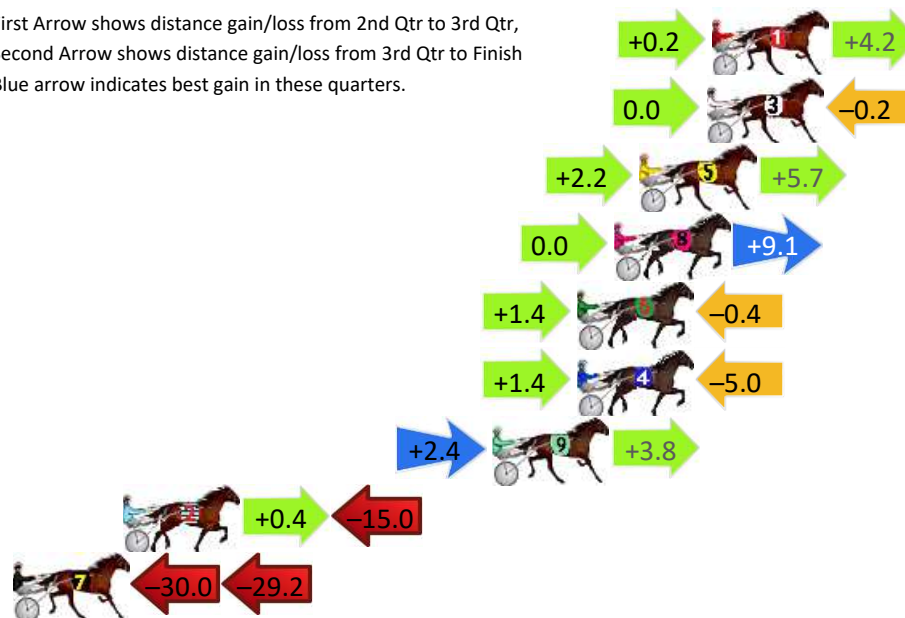 irst Arrow shows distance gain/loss from 2nd Qtr to 3rd Qtr,
econd Arrow shows distance gain/loss from 3rd Qtr to Finish
lue arrow indicates best gain in these quarters.
+0.2 1 +4.2
0.0 3 –0.2
+2.2 5 +5.7
0.0 8 +9.1
+1.4 6 –0.4
+1.4 4 –5.0
+2.4 9 +3.8
2 +0.4 –15.0
7 –30.0 –29.2